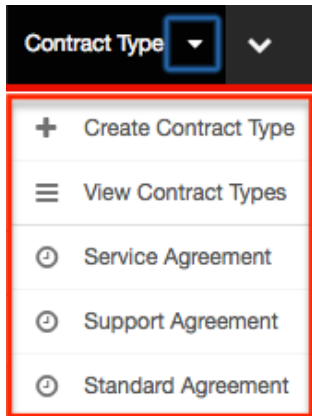 Contract Type
Create Contract Type
View Contract Types
Service Agreement
Support Agreement
Standard Agreement